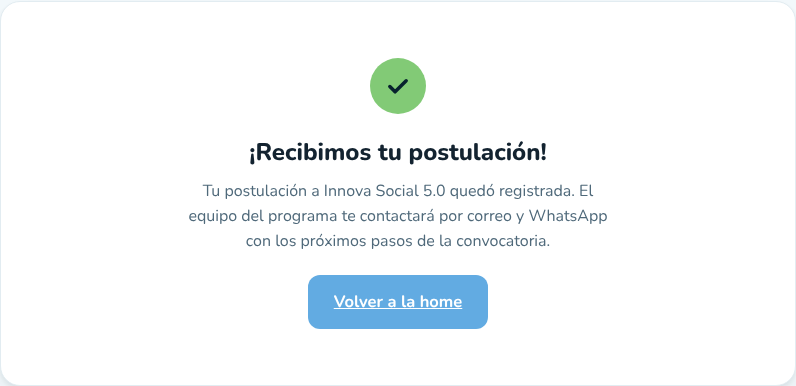 ¡Recibimos tu postulación!
Tu postulación a Innova Social 5.0 quedó registrada. El
equipo del programa te contactará por correo y WhatsApp
con los próximos pasos de la convocatoria.
Volver a la home